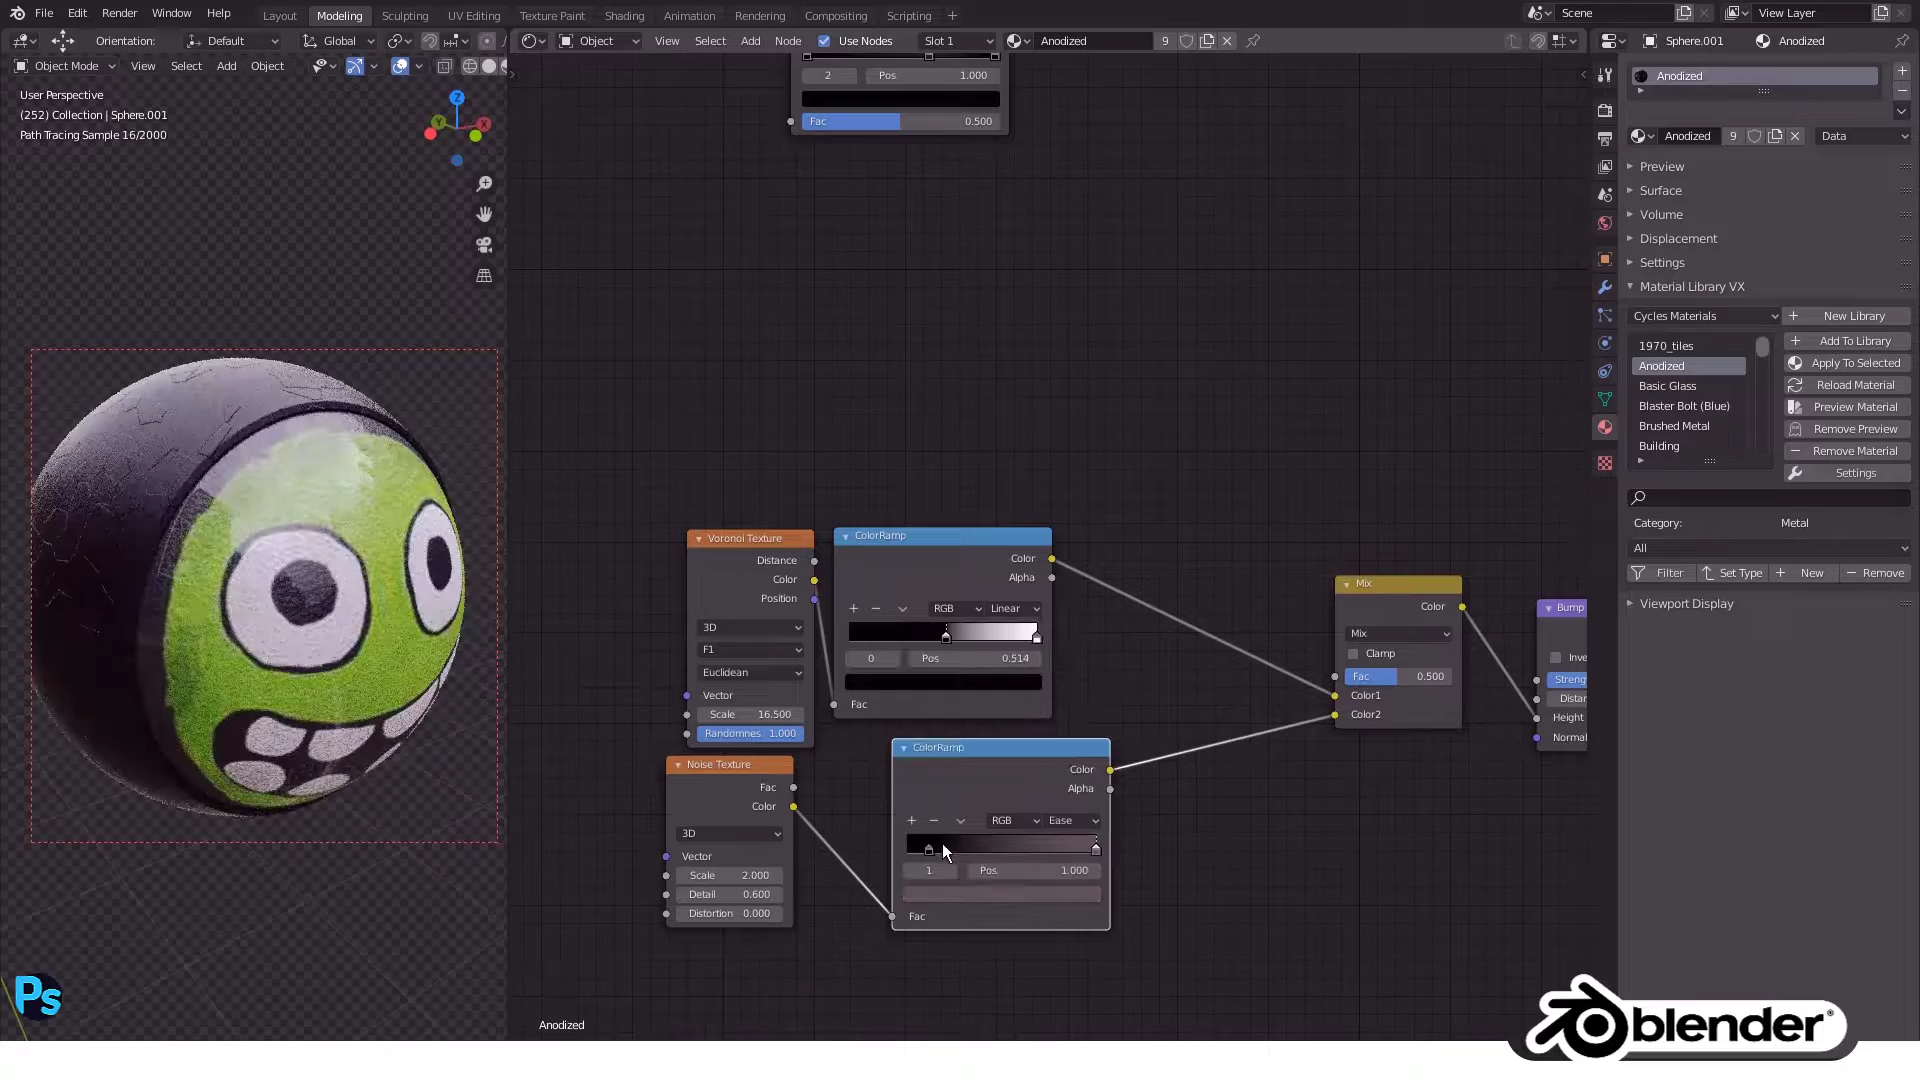 File Edit Render Window Help
Layout Modeling Sculpting UV Editing Texture Paint Shading Animation Rendering Compositing Scripting +
Scene View Layer
Orientation: Default Global
Object View Select Add Node Use Nodes Slot 1 Anodized 9
Sphere.001 Anodized
Object Mode View Select Add Object
User Perspective
(252) Collection | Sphere.001
Path Tracing Sample 16/2000
Z
Y
X
2 Pos 1.000
Fac 0.500
Voronoi Texture
Distance
Color
Position
3D
F1
Euclidean
Vector
Scale 16.500
Randomnes 1.000
ColorRamp
Color
Alpha
RGB Linear
0 Pos 0.514
Fac
Noise Texture
Fac
Color
3D
Vector
Scale 2.000
Detail 0.600
Distortion 0.000
ColorRamp
Color
Alpha
RGB Ease
1 Pos 1.000
Fac
Mix
Color
Mix
Clamp
Fac 0.500
Color1
Color2
Bump
Inve
Streng
Distan
Height
Normal
Anodized
Anodized
Anodized 9 Data
Preview
Surface
Volume
Displacement
Settings
Material Library VX
Cycles Materials New Library
1970_tiles
Anodized
Basic Glass
Blaster Bolt (Blue)
Brushed Metal
Building
Add To Library
Apply To Selected
Reload Material
Preview Material
Remove Preview
Remove Material
Settings
Category: Metal
All
Filter Set Type New Remove
Viewport Display
Ps
blender®